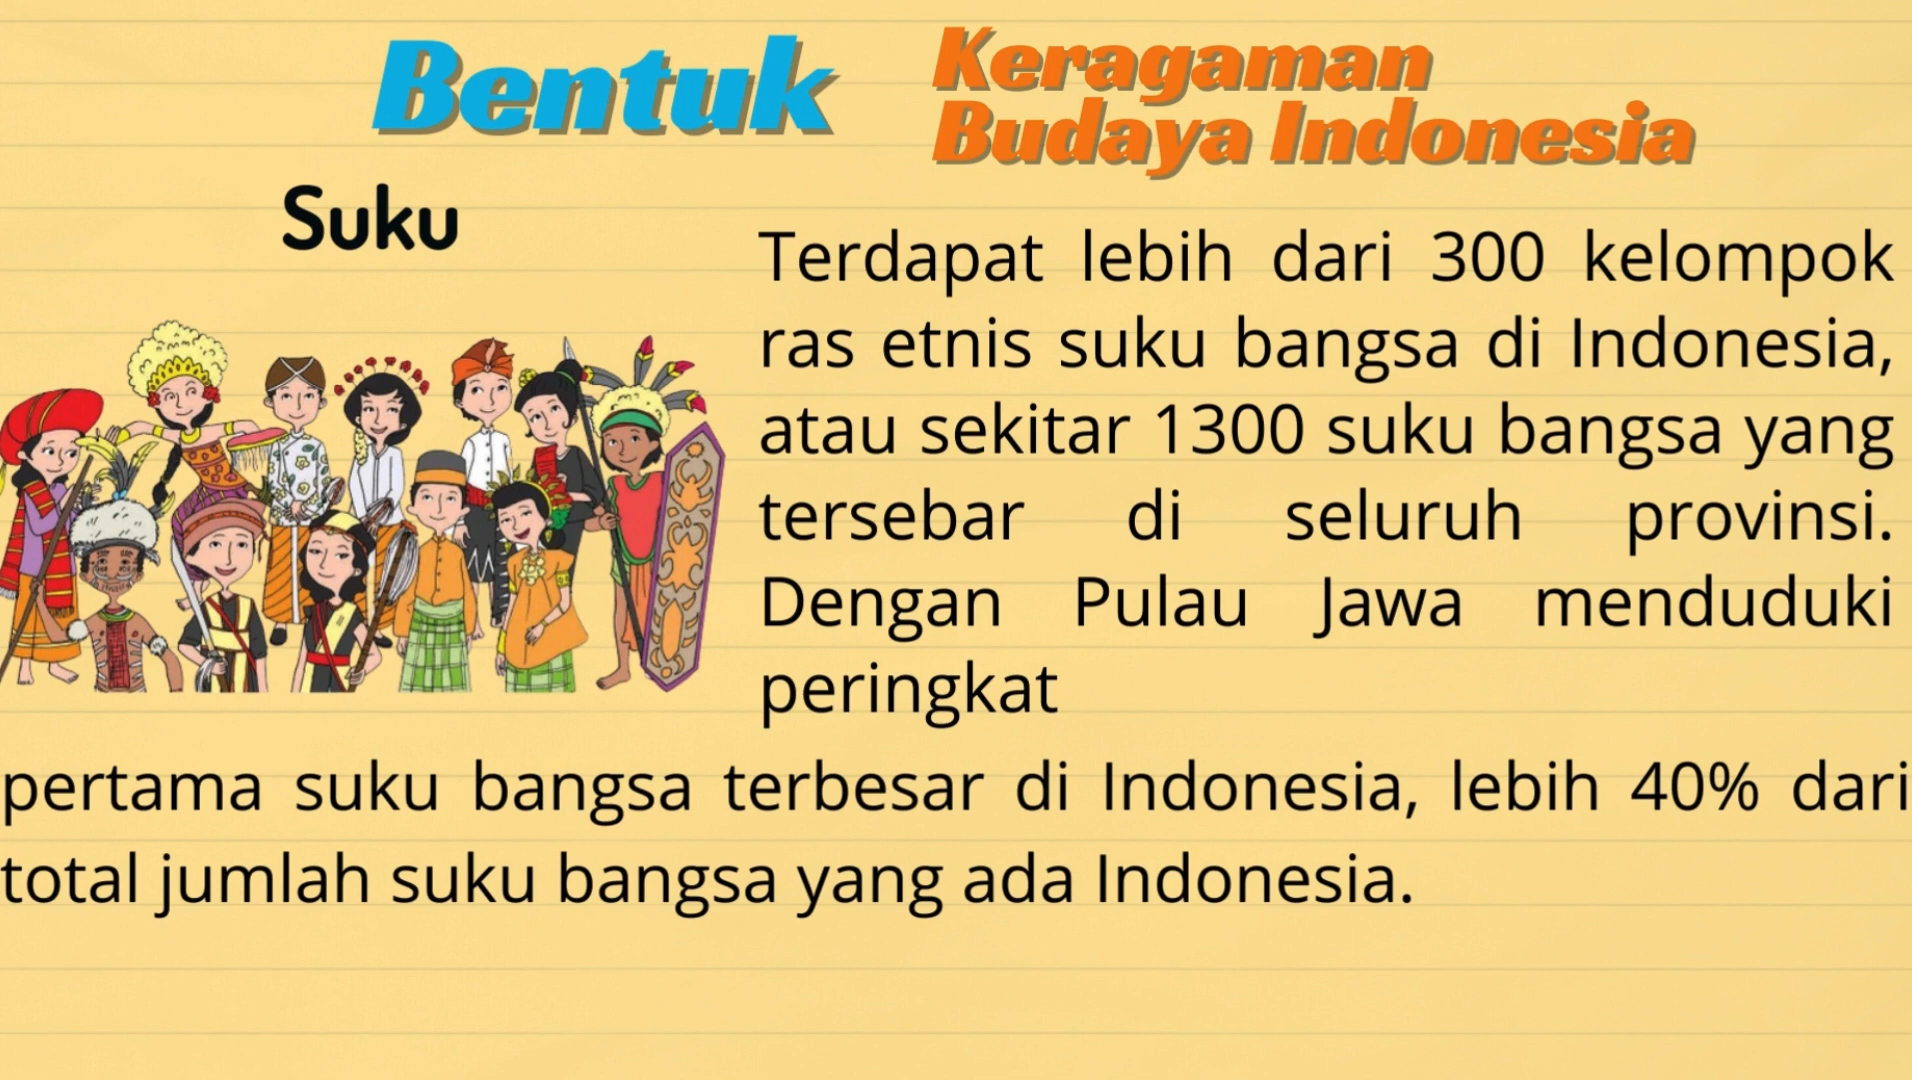 Bentuk
Keragaman
Budaya Indonesia
Suku
Terdapat lebih dari 300 kelompok
ras etnis suku bangsa di Indonesia,
atau sekitar 1300 suku bangsa yang
tersebar di seluruh provinsi.
Dengan Pulau Jawa menduduki
peringkat
pertama suku bangsa terbesar di Indonesia, lebih 40% dari
total jumlah suku bangsa yang ada Indonesia.